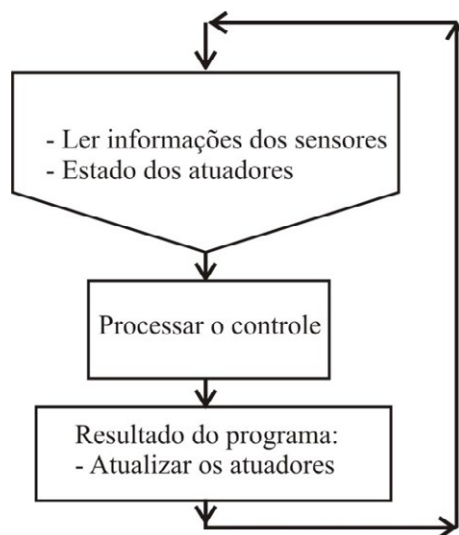 - Ler informações dos sensores
- Estado dos atuadores
Processar o controle
Resultado do programa:
- Atualizar os atuadores